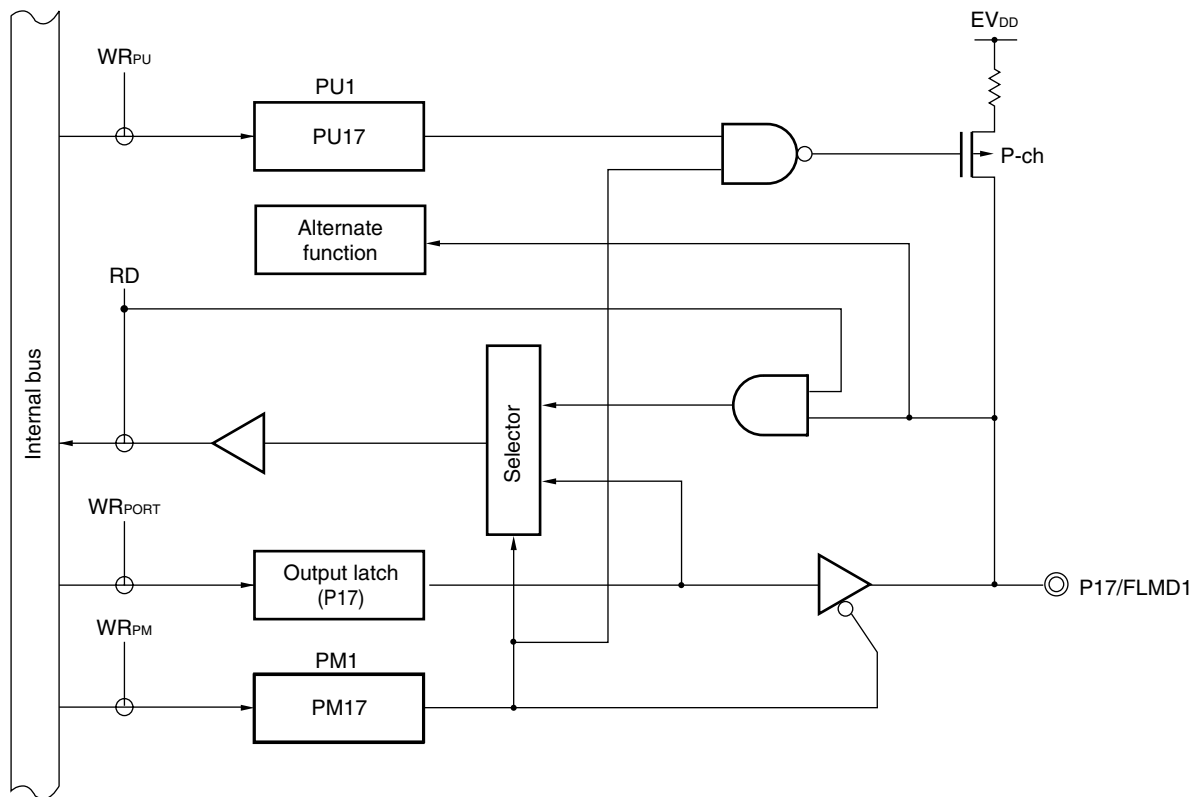 EVDD
WRPU
PU1
PU17
P-ch
Alternate
function
RD
Internal bus
Selector
WRPORT
Output latch
(P17)
P17/FLMD1
WRPM
PM1
PM17